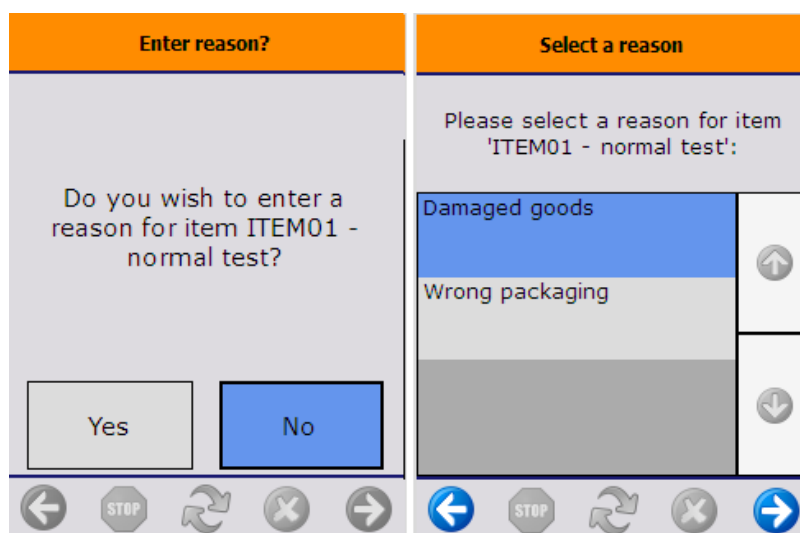 Enter reason?
Do you wish to enter a
reason for item ITEM01 -
normal test?
Yes
No
STOP
Select a reason
Please select a reason for item
'ITEM01 - normal test':
Damaged goods
Wrong packaging
STOP